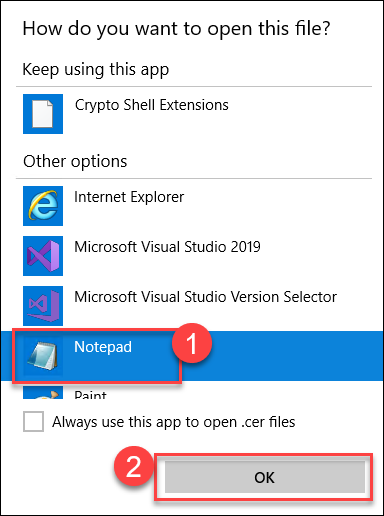 How do you want to open this file?
Keep using this app
Crypto Shell Extensions
Other options
Internet Explorer
Microsoft Visual Studio 2019
Microsoft Visual Studio Version Selector
Notepad
1
Paint
Always use this app to open .cer files
2
OK